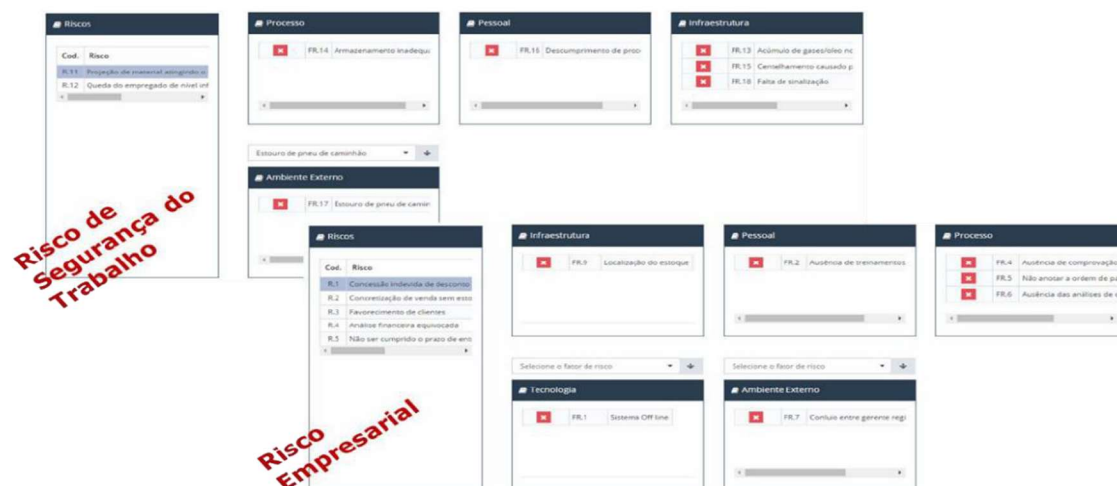 Riscos
Cod. Risco
R.11 Projeção de material atingindo o
R.12 Queda do empregado de nível inf
Processo
FR.14 Armazenamento inadequ
Pessoal
FR.16 Descumprimento de proc
Infraestrutura
FR.13 Acúmulo de gases/óleo no
FR.15 Centelhamento causado p
FR.18 Falta de sinalização
Estouro de pneu de caminhão
Ambiente Externo
FR.17 Estouro de pneu de camin
Risco de
Segurança do
Trabalho
Riscos
Cod. Risco
R.1 Concessão indevida de desconto
R.2 Concretização de venda sem esto
R.3 Favorecimento de clientes
R.4 Análise financeira equivocada
R.5 Não ser cumprido o prazo de ent
Infraestrutura
FR.9 Localização do estoque
Pessoal
FR.2 Ausência de treinamentos
Processo
FR.4 Ausência de comprovação
FR.5 Não anotar a ordem de pa
FR.6 Ausência das análises de
Selecione o fator de risco
Selecione o fator de risco
Tecnologia
FR.1 Sistema Off line
Ambiente Externo
FR.7 Conluio entre gerente regi
Risco
Empresarial